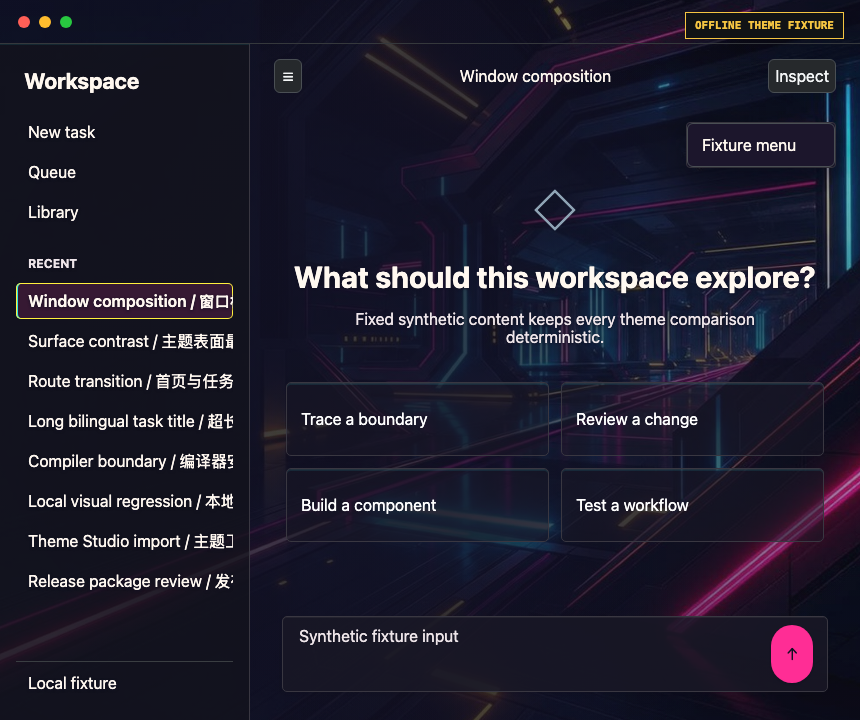 OFFLINE THEME FIXTURE
Workspace
New task
Queue
Library
RECENT
Window composition / 窗口
Surface contrast / 主题表面
Route transition / 首页与任务
Long bilingual task title / 超
Compiler boundary / 编译器
Local visual regression / 本地
Theme Studio import / 主题
Release package review / 发
Local fixture
Window composition
Inspect
Fixture menu
What should this workspace explore?
Fixed synthetic content keeps every theme comparison
deterministic.
Trace a boundary
Review a change
Build a component
Test a workflow
Synthetic fixture input